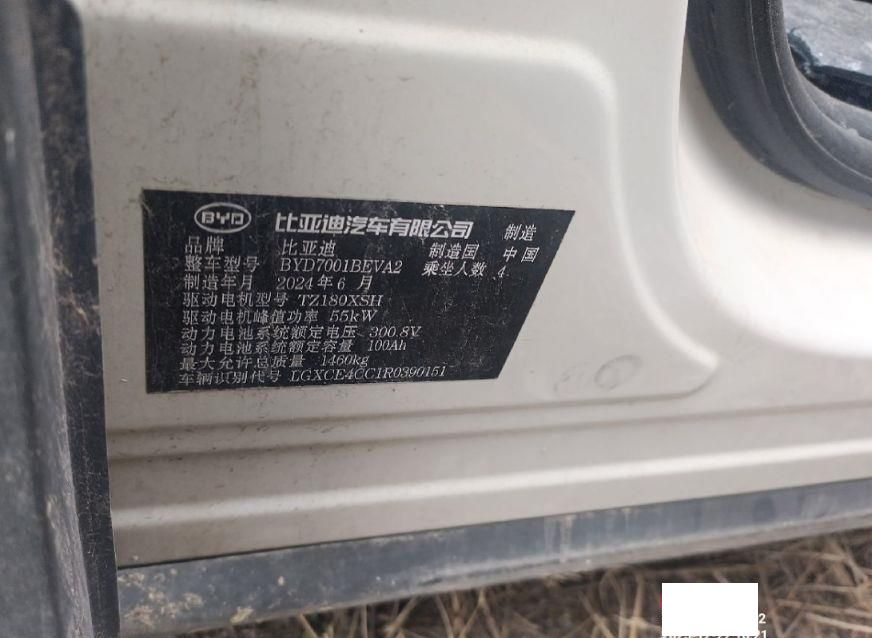 BYD 比亚迪汽车有限公司 制造
品牌 比亚迪 制造国 中国
整车型号 BYD7001BEVA2 乘坐人数 4
制造年月 2024年6月
驱动电机型号 TZ180XSH
驱动电机峰值功率 55kW
动力电池系统额定电压 300.8V
动力电池系统额定容量 100Ah
最大允许总质量 1460kg
车辆识别代号 LGXCE4CC1R0390151